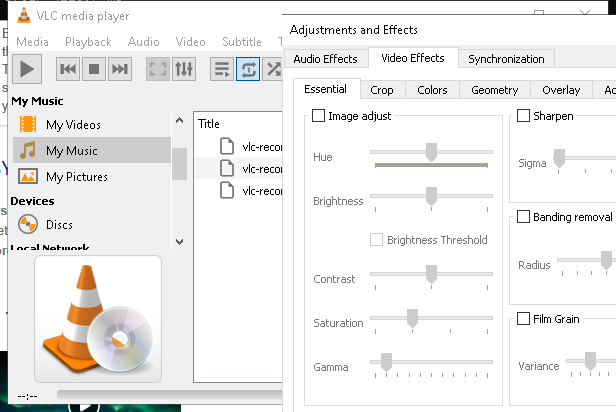 VLC media player
Media Playback Audio Video Subtitle
My Music
My Videos
My Music
My Pictures
Devices
Discs
Local Network
Title
vlc-recor
vlc-recor
vlc-recor
--:--
Adjustments and Effects
Audio Effects Video Effects Synchronization
Essential Crop Colors Geometry Overlay
Image adjust
Hue
Brightness
Brightness Threshold
Contrast
Saturation
Gamma
Sharpen
Sigma
Banding removal
Radius
Film Grain
Variance